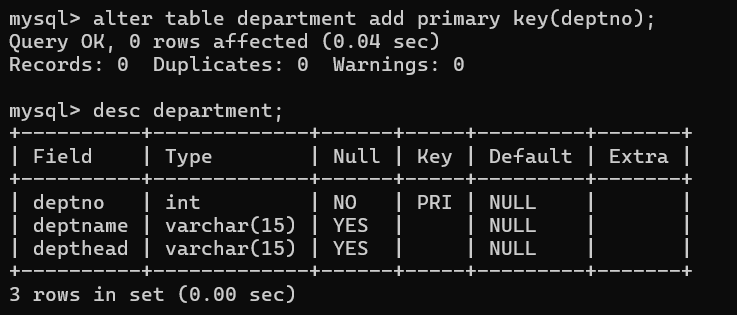 mysql> alter table department add primary key(deptno);
Query OK, 0 rows affected (0.04 sec)
Records: 0  Duplicates: 0  Warnings: 0

mysql> desc department;
+----------+-------------+------+-----+---------+-------+
| Field    | Type        | Null | Key | Default | Extra |
+----------+-------------+------+-----+---------+-------+
| deptno   | int         | NO   | PRI | NULL    |       |
| deptname | varchar(15) | YES  |     | NULL    |       |
| depthead | varchar(15) | YES  |     | NULL    |       |
+----------+-------------+------+-----+---------+-------+
3 rows in set (0.00 sec)